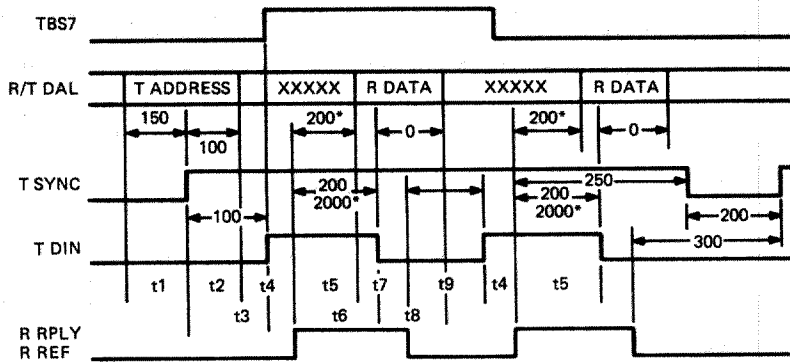 TBS7
R/T DAL T ADDRESS XXXXX R DATA XXXXX R DATA
150 200* 200*
100 0 0
T SYNC
250
200 200
2000* 2000*
100 200
300
T DIN
t1 t2 t4 t5 t7 t9 t4 t5
t3 t6 t8
R RPLY
R REF